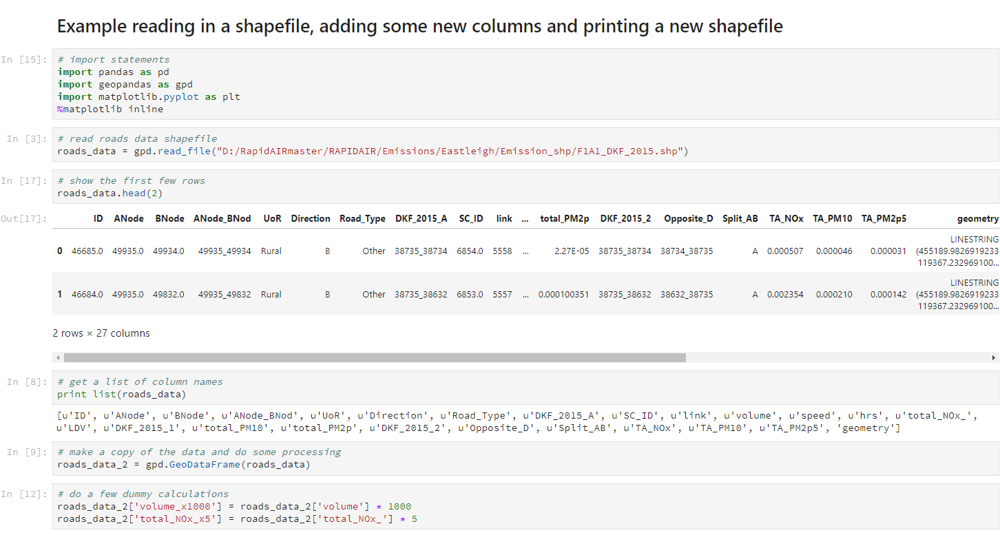 Example reading in a shapefile, adding some new columns and printing a new shapefile
In [15]:
# import statements
import pandas as pd
import geopandas as gpd
import matplotlib.pyplot as plt
%matplotlib inline
In [3]:
# read roads data shapefile
roads_data = gpd.read_file("D:/RapidAIRmaster/RAPIDAIR/Emissions/Eastleigh/Emission_shp/F1A1_DKF_2015.shp")
In [17]:
# show the first few rows
roads_data.head(2)
Out[17]:
ID ANode BNode ANode_BNod UoR Direction Road_Type DKF_2015_A SC_ID link ... total_PM2p DKF_2015_2 Opposite_D Split_AB TA_NOx TA_PM10 TA_PM2p5 geometry
0 46685.0 49935.0 49934.0 49935_49934 Rural B Other 38735_38734 6854.0 5558 ... 2.27E-05 38735_38734 38734_38735 A 0.000507 0.000046 0.000031 LINESTRING
(455189.9826919233
119367.232969100...
1 46684.0 49935.0 49832.0 49935_49832 Rural B Other 38735_38632 6853.0 5557 ... 0.000100351 38735_38632 38632_38735 A 0.002354 0.000210 0.000142 LINESTRING
(455189.9826919233
119367.232969100...
2 rows × 27 columns
In [8]:
# get a list of column names
print list(roads_data)
[u'ID', u'ANode', u'BNode', u'ANode_BNod', u'UoR', u'Direction', u'Road_Type', u'DKF_2015_A', u'SC_ID', u'link', u'volume', u'speed', u'hrs', u'total_NOx_',
u'LDV', u'DKF_2015_1', u'total_PM10', u'total_PM2p', u'DKF_2015_2', u'Opposite_D', u'Split_AB', u'TA_NOx', u'TA_PM10', u'TA_PM2p5', 'geometry']
In [9]:
# make a copy of the data and do some processing
roads_data_2 = gpd.GeoDataFrame(roads_data)
In [12]:
# do a few dummy calculations
roads_data_2['volume_x1000'] = roads_data_2['volume'] * 1000
roads_data_2['total_NOx_x5'] = roads_data_2['total_NOx_'] * 5